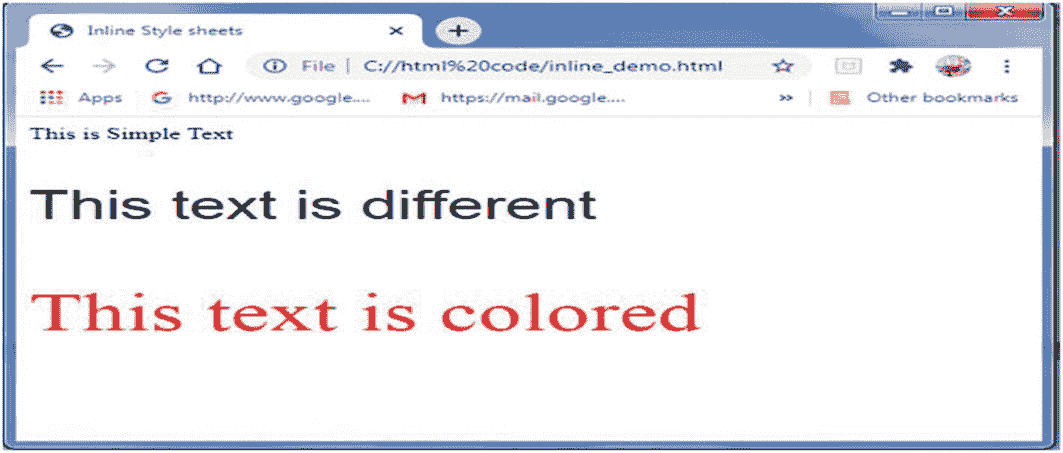 Inline Style sheets
File | C://html%20code/inline_demo.html
Apps http://www.google.... https://mail.google.... » Other bookmarks
This is Simple Text
This text is different
This text is colored